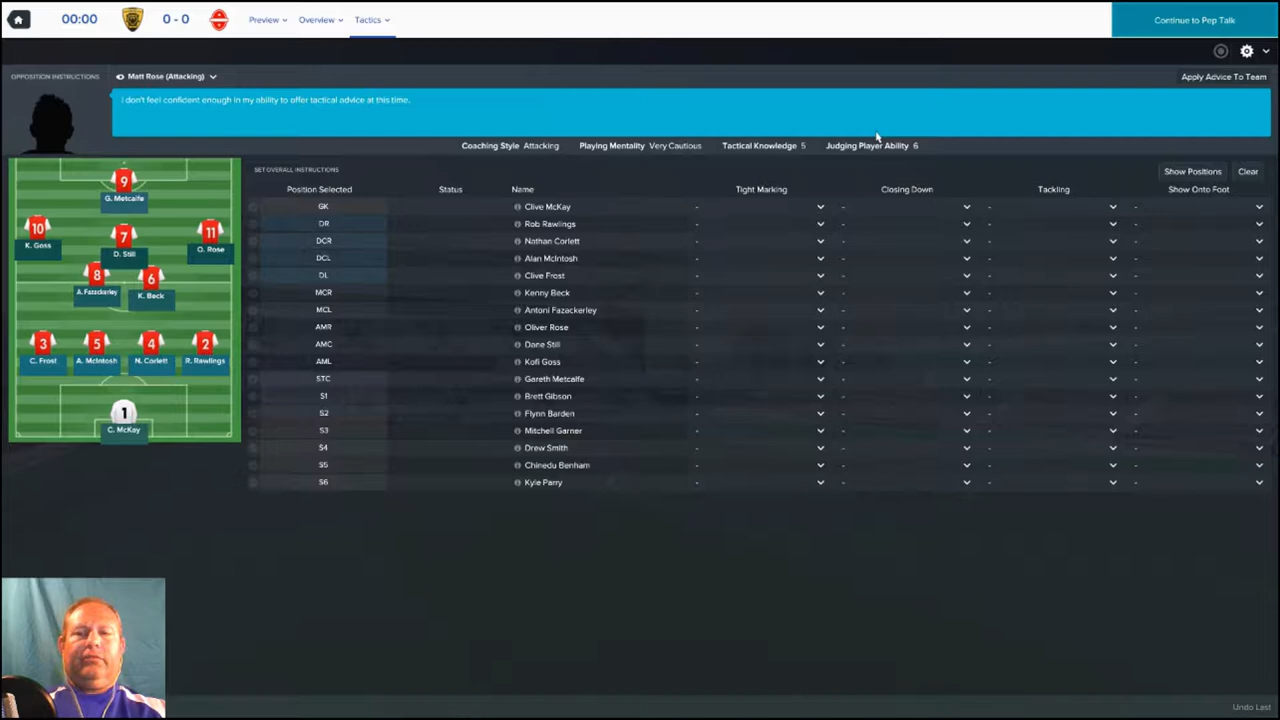 00:00
0 - 0
Preview
Overview
Tactics
Continue to Pep Talk
OPPOSITION INSTRUCTIONS
Matt Rose (Attacking)
Apply Advice To Team
I don't feel confident enough in my ability to offer tactical advice at this time.
Coaching Style Attacking Playing Mentality Very Cautious Tactical Knowledge 5 Judging Player Ability 6
9
G. Metcalfe
10
K. Goss
7
D. Still
11
O. Rose
8
A. Fazackerley
6
K. Beck
3
C. Frost
5
A. McIntosh
4
N. Corlett
2
R. Rawlings
1
C. McKay
SET OVERALL INSTRUCTIONS
Show Positions
Clear
Position Selected Status Name Tight Marking Closing Down Tackling Show Onto Foot
GK Clive McKay - - - -
DR Rob Rawlings - - - -
DCR Nathan Corlett - - - -
DCL Alan McIntosh - - - -
DL Clive Frost - - - -
MCR Kenny Beck - - - -
MCL Antoni Fazackerley - - - -
AMR Oliver Rose - - - -
AMC Dane Still - - - -
AML Kofi Goss - - - -
STC Gareth Metcalfe - - - -
S1 Brett Gibson - - - -
S2 Flynn Barden - - - -
S3 Mitchell Garner - - - -
S4 Drew Smith - - - -
S5 Chinedu Benham - - - -
S6 Kyle Parry - - - -
Undo Last